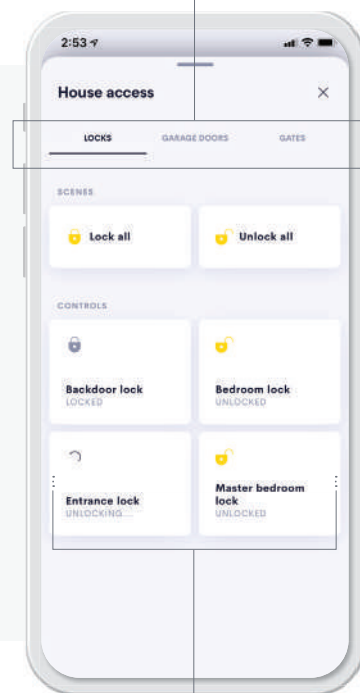 2:53
House access
LOCKS GARAGE DOORS GATES
SCENES
Lock all Unlock all
CONTROLS
Backdoor lock
LOCKED
Bedroom lock
UNLOCKED
Entrance lock
UNLOCKING...
Master bedroom
lock
UNLOCKED